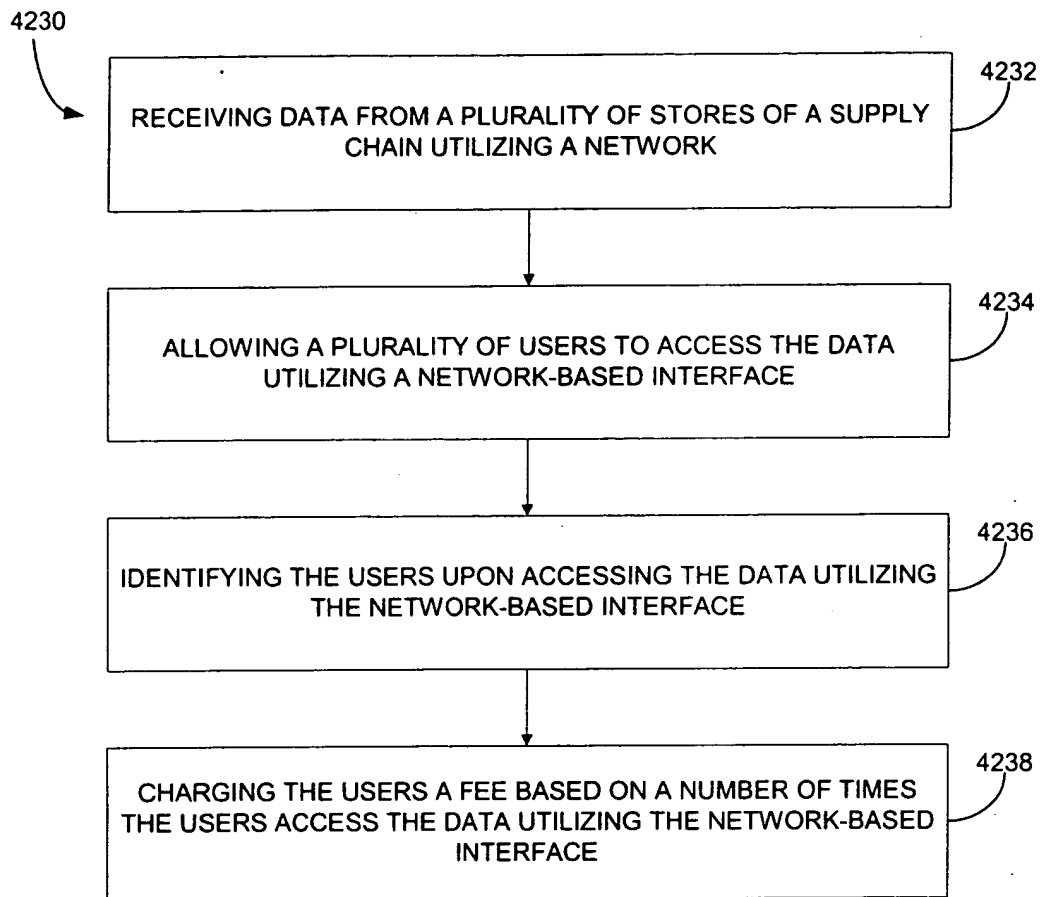 4230
4232
RECEIVING DATA FROM A PLURALITY OF STORES OF A SUPPLY
CHAIN UTILIZING A NETWORK
4234
ALLOWING A PLURALITY OF USERS TO ACCESS THE DATA
UTILIZING A NETWORK-BASED INTERFACE
4236
IDENTIFYING THE USERS UPON ACCESSING THE DATA UTILIZING
THE NETWORK-BASED INTERFACE
4238
CHARGING THE USERS A FEE BASED ON A NUMBER OF TIMES
THE USERS ACCESS THE DATA UTILIZING THE NETWORK-BASED
INTERFACE